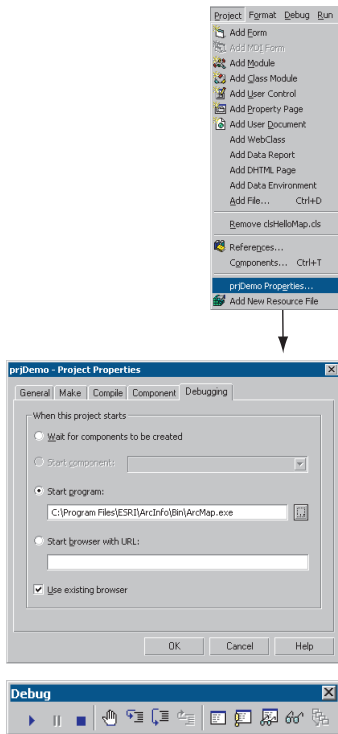 Project Format Debug Run
Add Form
Add MDI Form
Add Module
Add Class Module
Add User Control
Add Property Page
Add User Document
Add WebClass
Add Data Report
Add DHTML Page
Add Data Environment
Add File... Ctrl+D
Remove clsHelloMap.cls
References...
Components... Ctrl+T
prjDemo Properties...
Add New Resource File
prjDemo - Project Properties
General Make Compile Component Debugging
When this project starts
Wait for components to be created
Start component:
Start program:
C:\Program Files\ESRI\ArcInfo\Bin\ArcMap.exe
Start browser with URL:
Use existing browser
OK Cancel Help
Debug